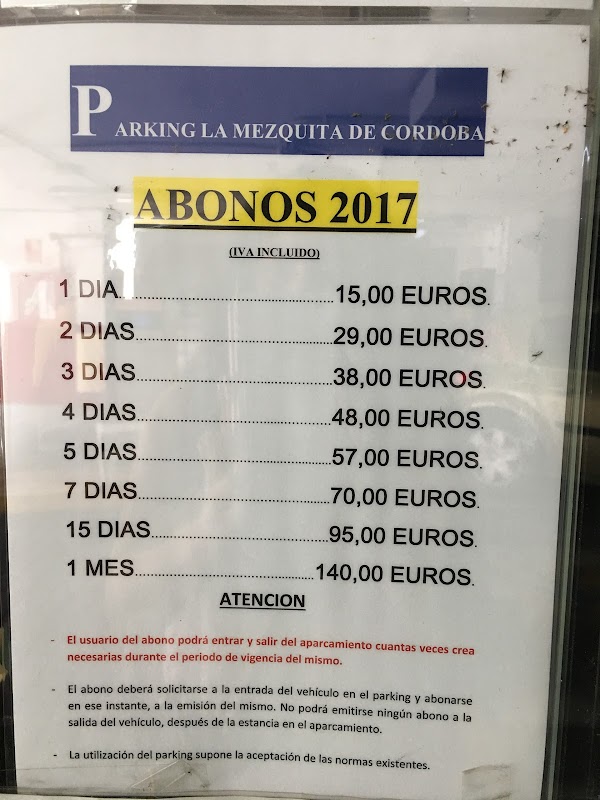 PARKING LA MEZQUITA DE CORDOBA
ABONOS 2017
(IVA INCLUIDO)
1 DIA...............................................15,00 EUROS.
2 DIAS............................................29,00 EUROS.
3 DIAS............................................38,00 EUROS.
4 DIAS............................................48,00 EUROS.
5 DIAS............................................57,00 EUROS.
7 DIAS............................................70,00 EUROS.
15 DIAS.........................................95,00 EUROS.
1 MES..........................................140,00 EUROS.
ATENCION
- El usuario del abono podrá entrar y salir del aparcamiento cuantas veces crea
necesarias durante el periodo de vigencia del mismo.
- El abono deberá solicitarse a la entrada del vehículo en el parking y abonarse
en ese instante, a la emisión del mismo. No podrá emitirse ningún abono a la
salida del vehículo, después de la estancia en el aparcamiento.
- La utilización del parking supone la aceptación de las normas existentes.